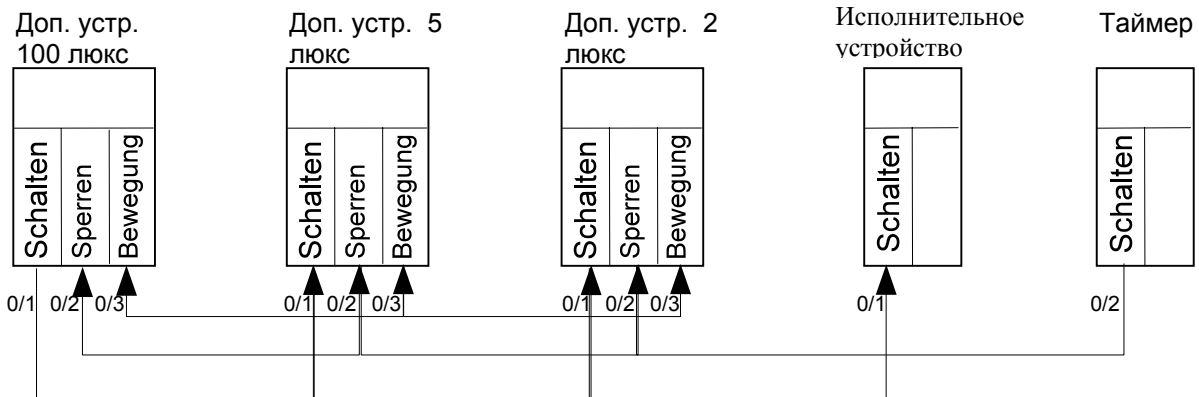 Доп. устр.
100 люкс
Доп. устр. 5
люкс
Доп. устр. 2
люкс
Исполнительное
устройство
Таймер
Schalten
Sperren
Bewegung
Schalten
Sperren
Bewegung
Schalten
Sperren
Bewegung
Schalten
Schalten
0/1
0/2
0/3
0/1
0/2
0/3
0/1
0/2
0/3
0/1
0/2